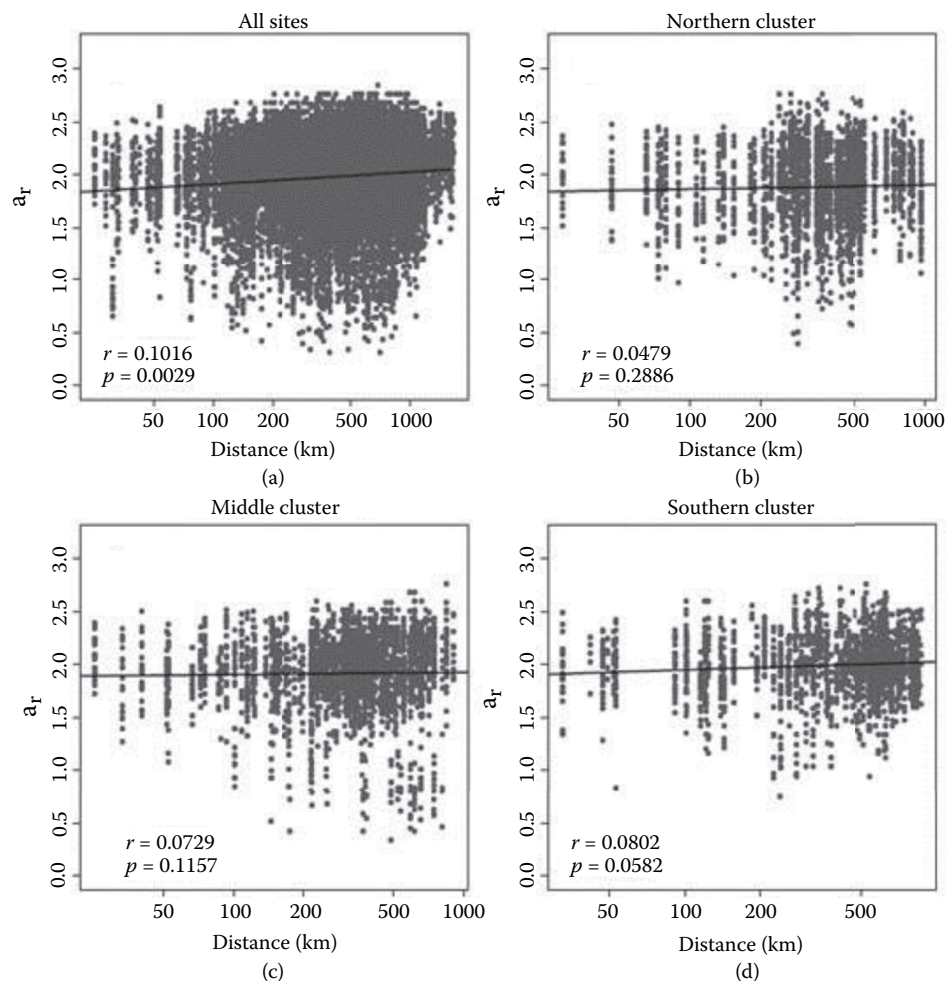 All sites
3.0
2.5
2.0
1.5
1.0
0.5
0.0
a_r
r = 0.1016
p = 0.0029
50 100 200 500 1000
Distance (km)
(a)
Northern cluster
3.0
2.5
2.0
1.5
1.0
0.5
0.0
a_r
r = 0.0479
p = 0.2886
50 100 200 500 1000
Distance (km)
(b)
Middle cluster
3.0
2.5
2.0
1.5
1.0
0.5
0.0
a_r
r = 0.0729
p = 0.1157
50 100 200 500 1000
Distance (km)
(c)
Southern cluster
3.0
2.5
2.0
1.5
1.0
0.5
0.0
a_r
r = 0.0802
p = 0.0582
50 100 200 500
Distance (km)
(d)